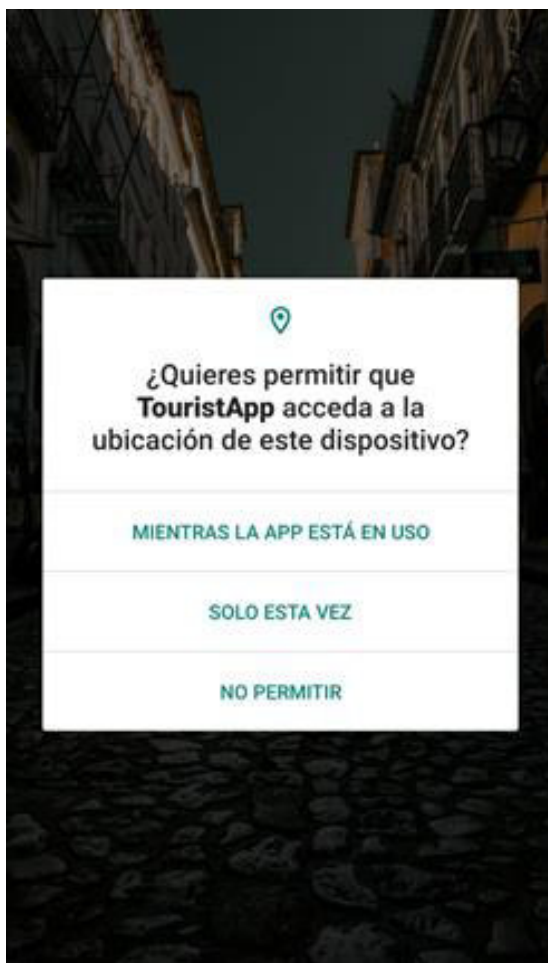 ¿Quieres permitir que
TouristApp acceda a la
ubicación de este dispositivo?
MIENTRAS LA APP ESTÁ EN USO
SOLO ESTA VEZ
NO PERMITIR